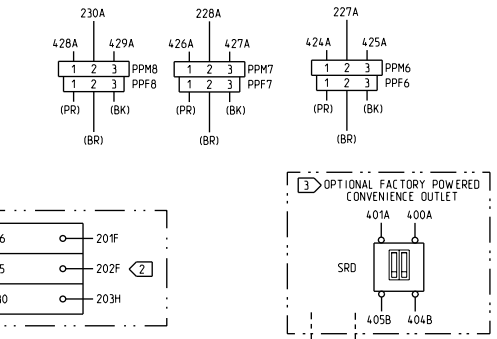 230A 228A 227A
428A 429A 426A 427A 424A 425A
1 2 3 PPM8 1 2 3 PPM7 1 2 3 PPM6
1 2 3 PPF8 1 2 3 PPF7 1 2 3 PPF6
(PR) (BK) (PR) (BK) (PR) (BK)
(BR) (BR) (BR)
3 OPTIONAL FACTORY POWERED
CONVENIENCE OUTLET
401A 400A
SRD
405B 404B
6 201F
5 202F 2
203H